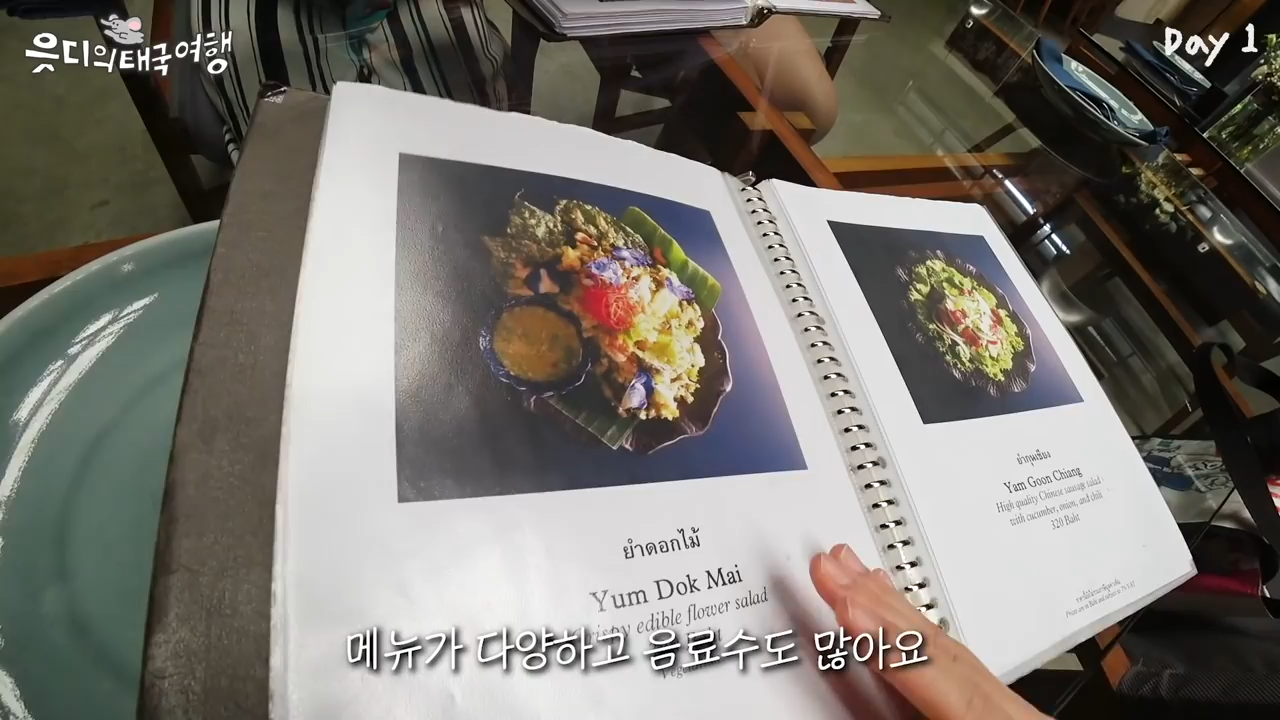 읏디의태국여행
Day 1
ยำดอกไม้
Yum Dok Mai
edible flower salad
ยำกุนเชียง
Yam Goon Chiang
High quality Chinese sausage salad
with cucumber, onion, and chili
320 Baht
메뉴가 다양하고 음료수도 많아요